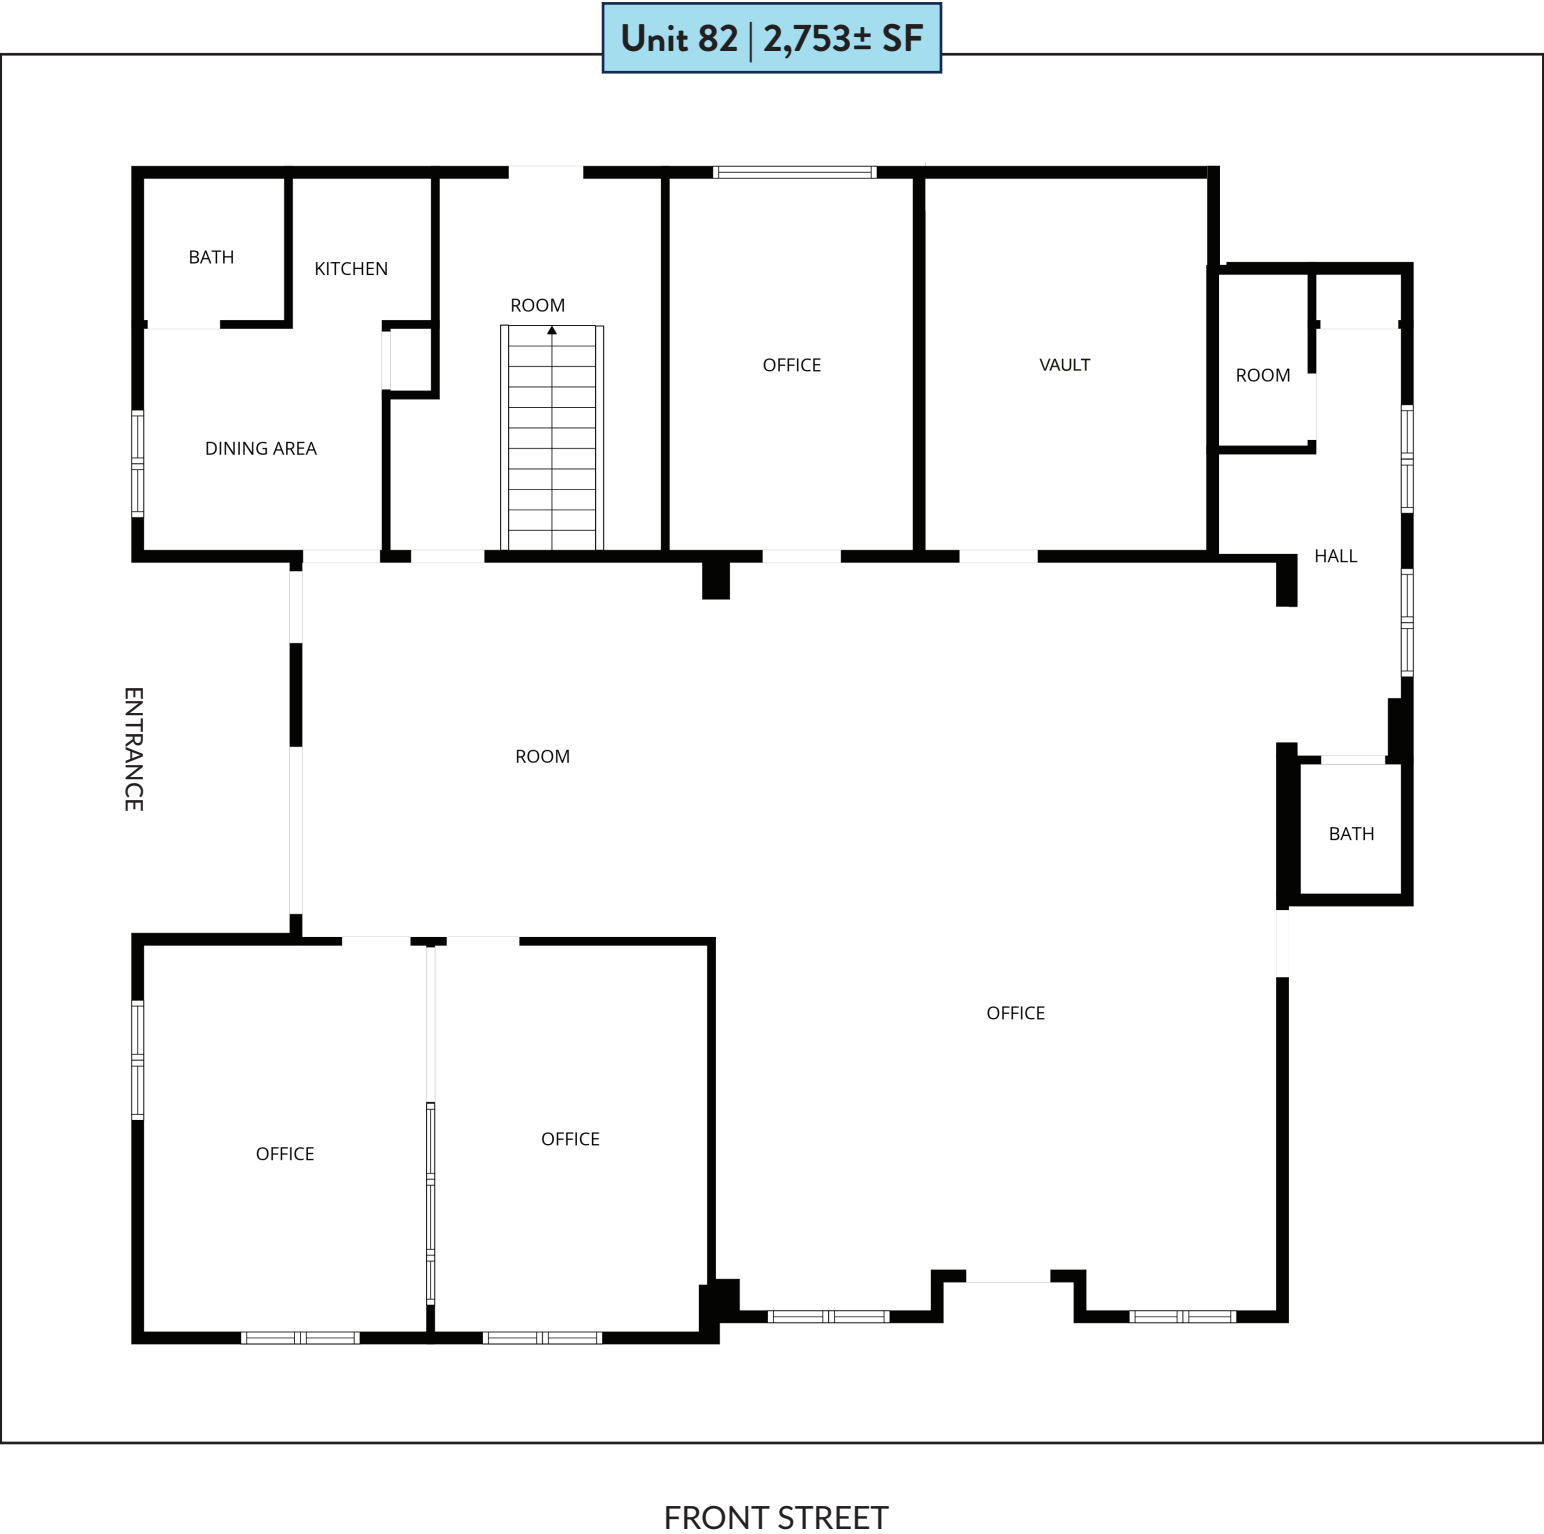 Unit 82 | 2,753± SF
BATH
KITCHEN
ROOM
OFFICE
VAULT
ROOM
DINING AREA
HALL
ENTRANCE
ROOM
BATH
OFFICE
OFFICE
OFFICE
FRONT STREET